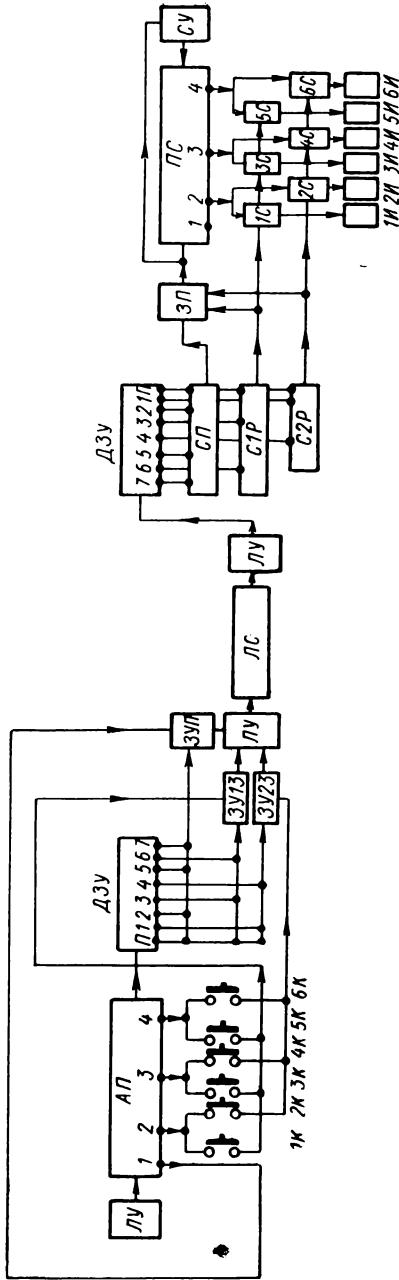 ЛУ
АП
1 2 3 4
1К 2К 3К 4К 5К 6К
ДЗУ
П 1 2 3 4 5 6 7
ЗУП
ЛУ
ЗУ13
ЗУ23
ЛС
ЛУ
ДЗУ
7 6 5 4 3 2 1 П
СП
С1Р
С2Р
ЗП
ПС
1 2 3 4
СУ
1С 3С 5С
2С 4С 6С
1И 2И 3И 4И 5И 6И